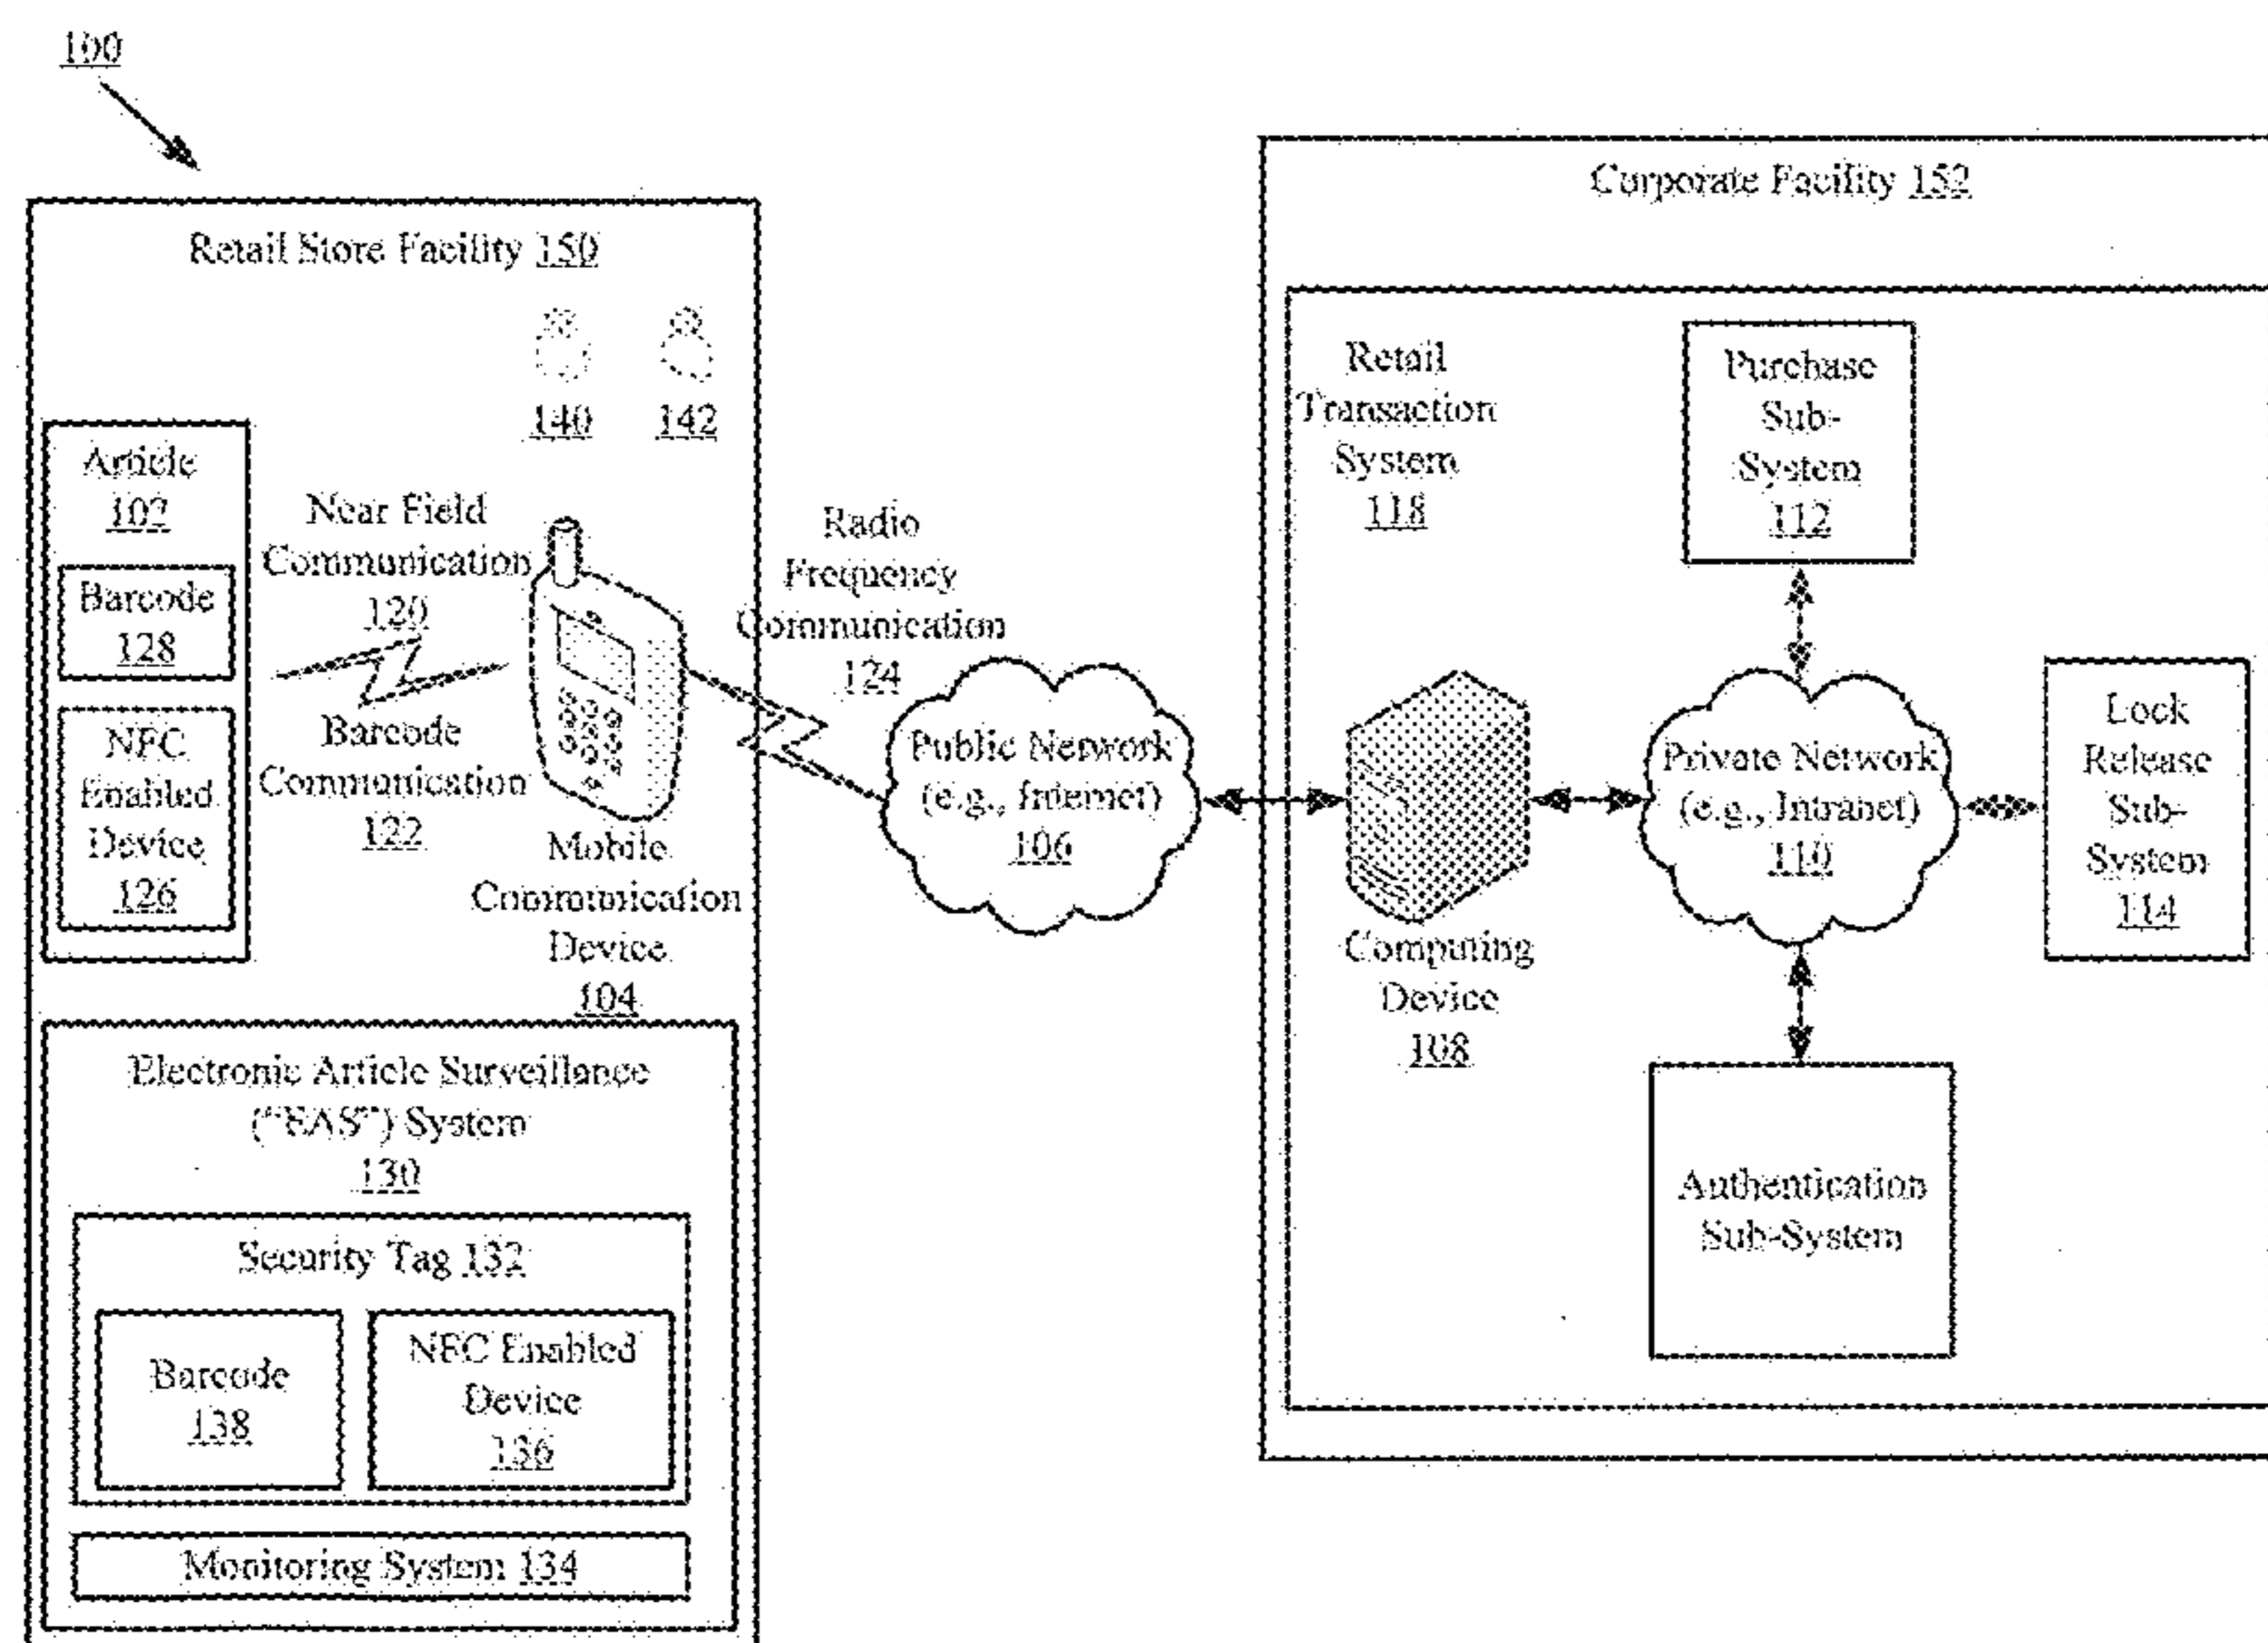 100
Retail Store Facility 150
140
142
Article
102
Barcode
128
NFC
Enabled
Device
126
Near Field
Communication
120
Barcode
Communication
122
Mobile
Communication
Device
104
Electronic Article Surveillance
("EAS") System
130
Security Tag 132
Barcode
138
NFC Enabled
Device
136
Monitoring System 134
Radio
Frequency
Communication
124
Public Network
(e.g., Internet)
106
Corporate Facility 152
Retail
Transaction
System
118
Purchase
Sub-
System
112
Computing
Device
108
Private Network
(e.g., Intranet)
110
Lock
Release
Sub-
System
114
Authentication
Sub-System